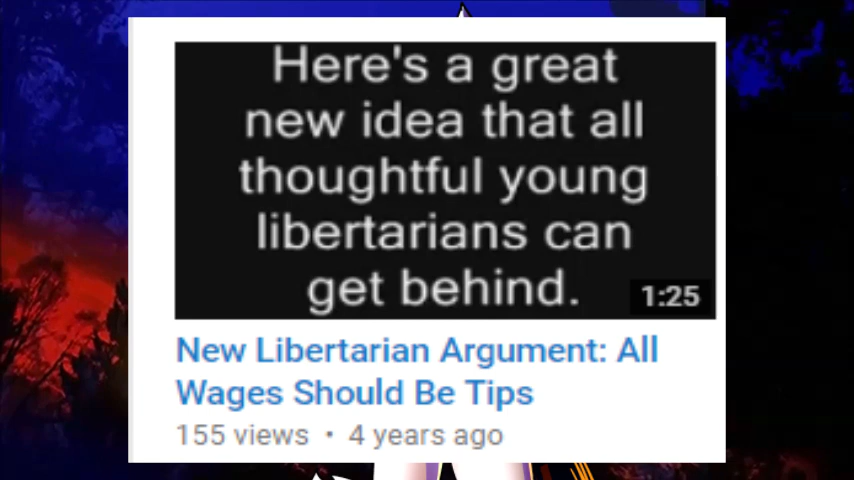 Here's a great
new idea that all
thoughtful young
libertarians can
get behind.
1:25
New Libertarian Argument: All
Wages Should Be Tips
155 views • 4 years ago